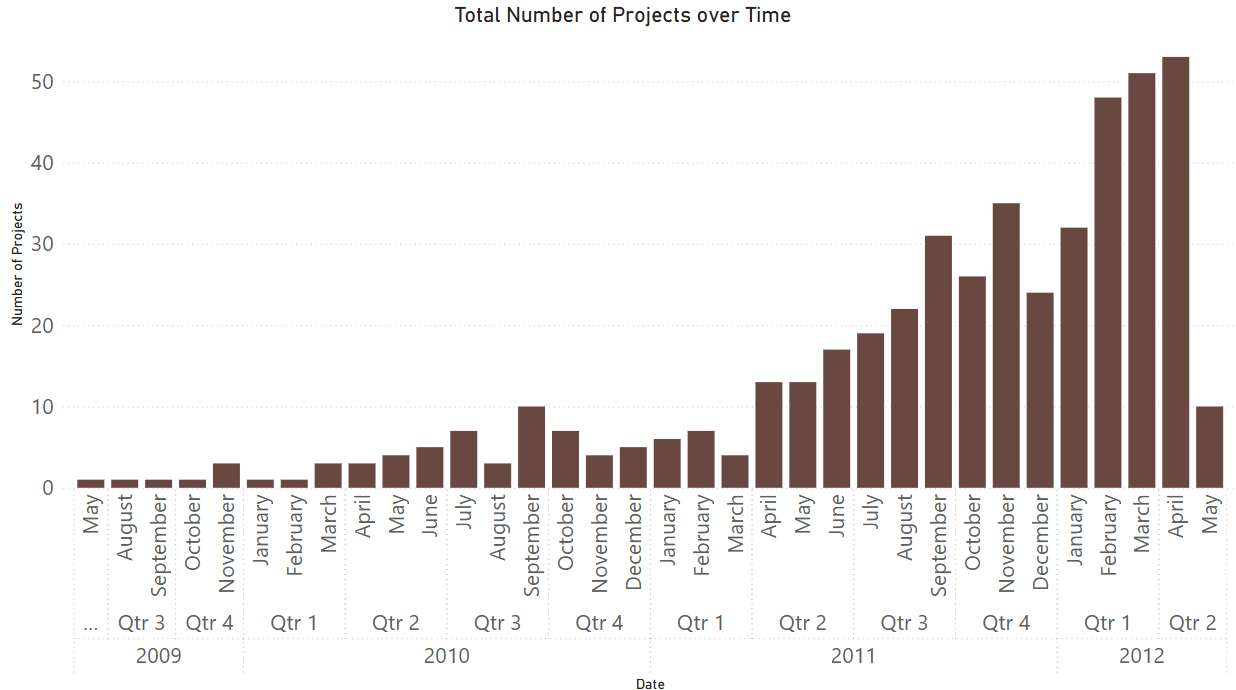 Total Number of Projects over Time
Number of Projects
50
40
30
20
10
0
May August September October November January February March April May June July August September October November December January February March April May June July August September October November December January February March April May
... Qtr 3 Qtr 4 Qtr 1 Qtr 2 Qtr 3 Qtr 4 Qtr 1 Qtr 2 Qtr 3 Qtr 4 Qtr 1 Qtr 2
2009 2010 2011 2012
Date